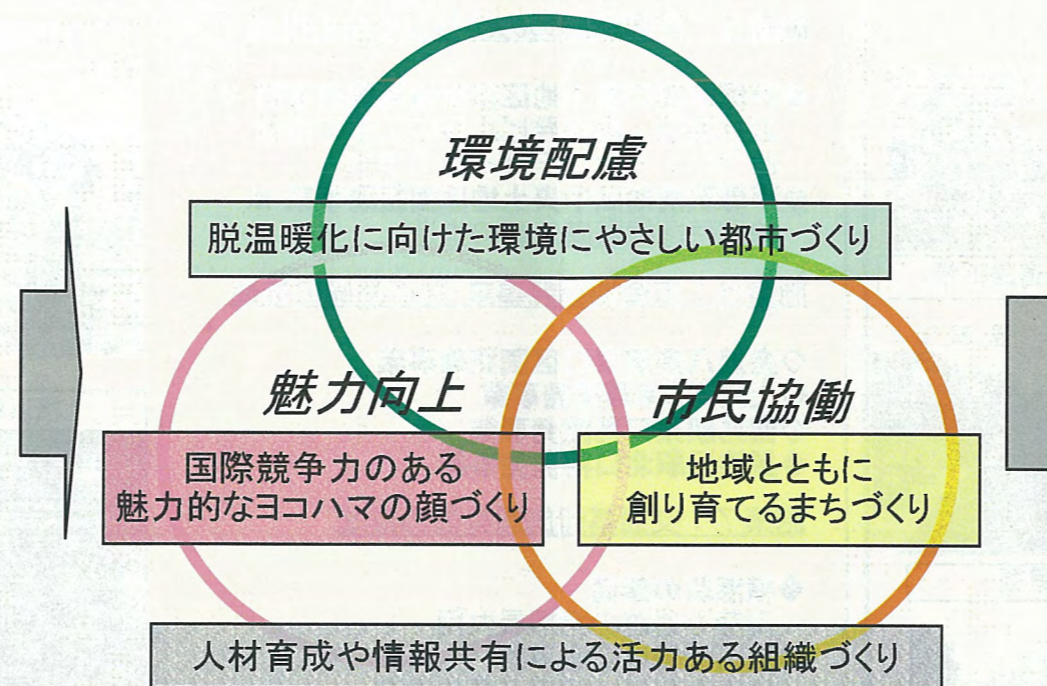 環境配慮
脱温暖化に向けた環境にやさしい都市づくり
魅力向上
国際競争力のある
魅力的なヨコハマの顔づくり
市民協働
地域とともに
創り育てるまちづくり
人材育成や情報共有による活力ある組織づくり